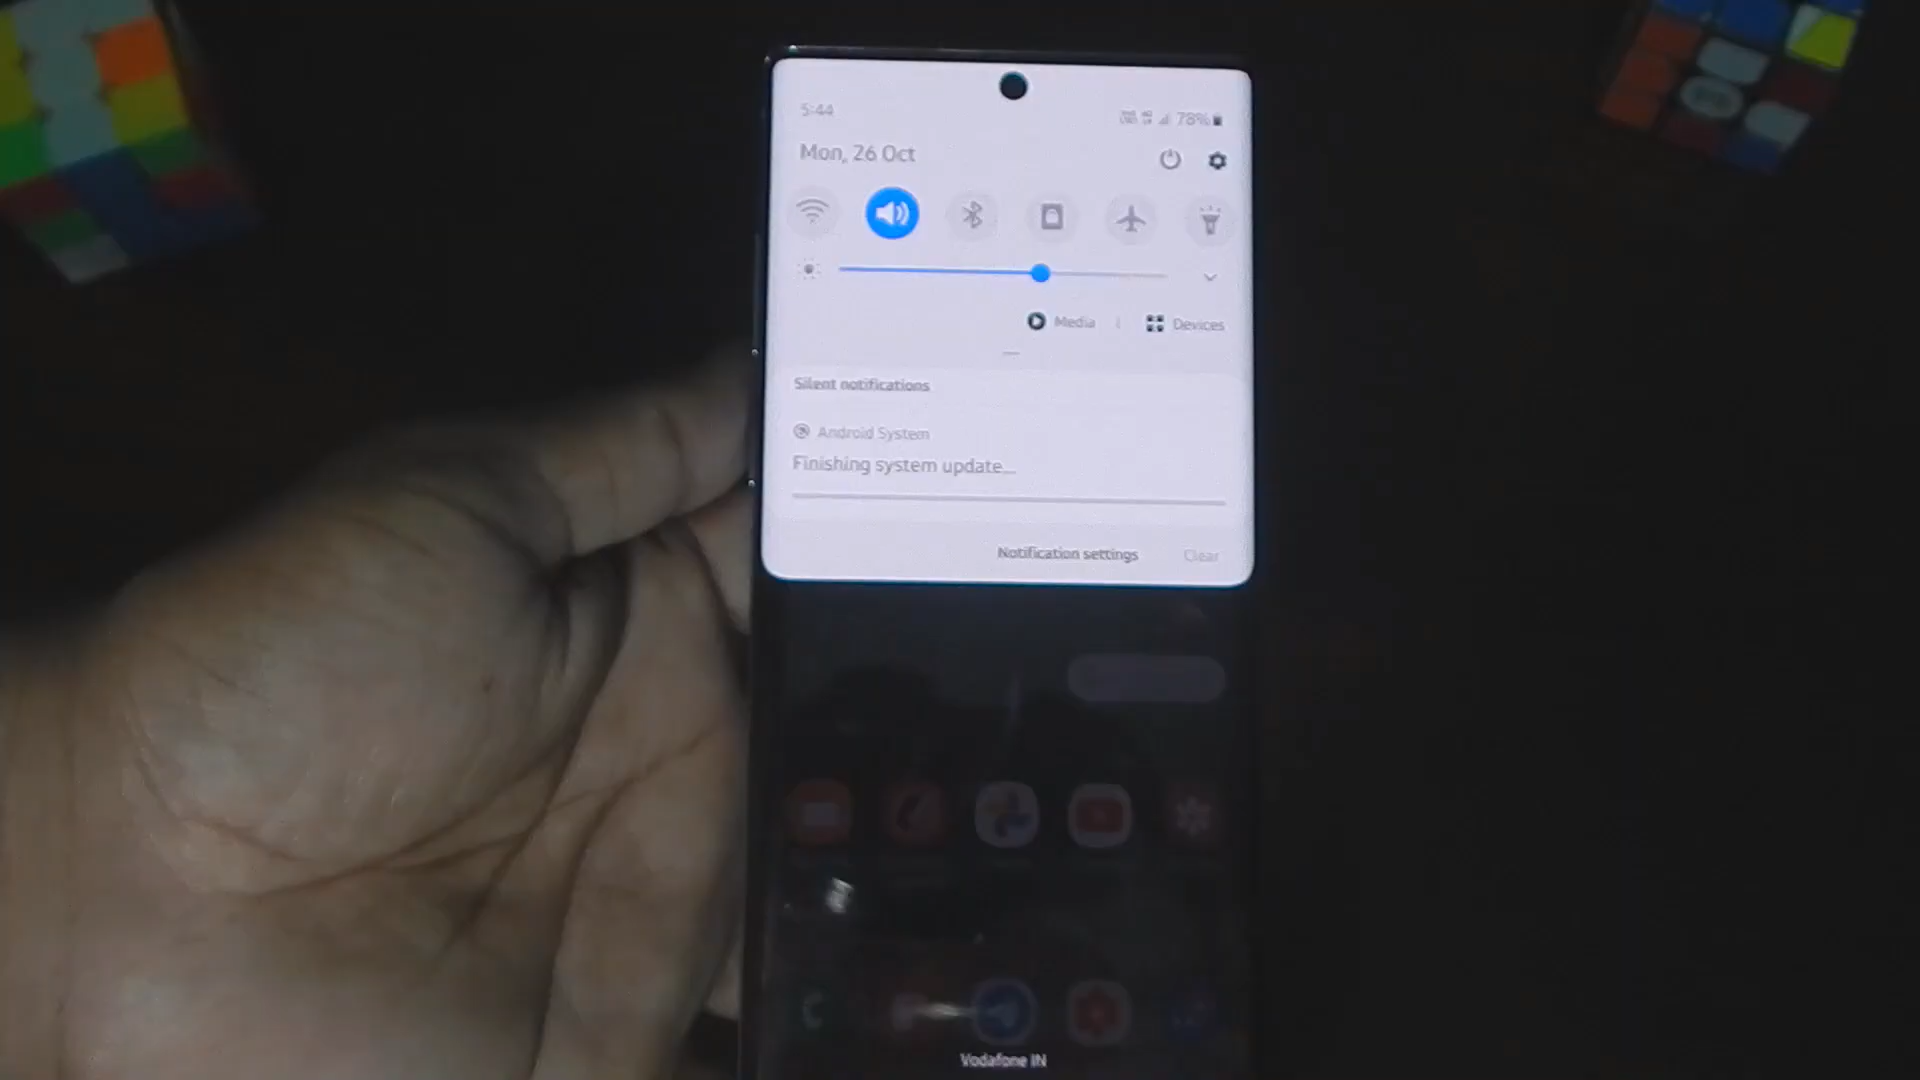 5:44
78%
Mon, 26 Oct
Media
Devices
Silent notifications
Android System
Finishing system update...
Notification settings
Clear
Vodafone IN